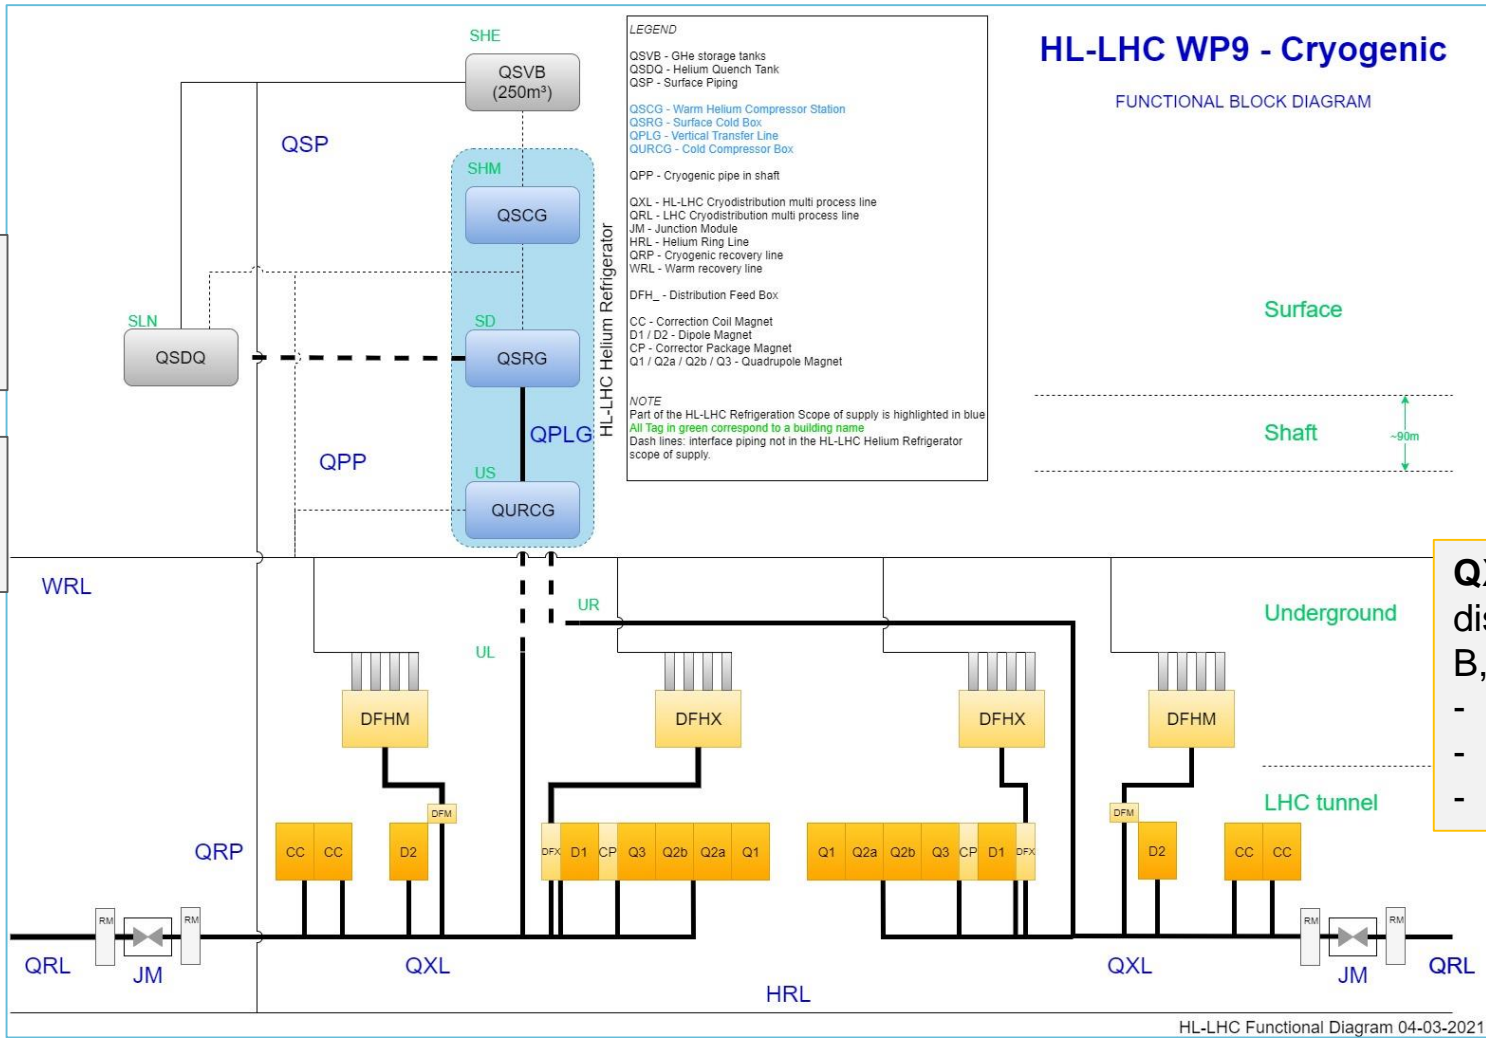 HL-LHC WP9 - Cryogenic
FUNCTIONAL BLOCK DIAGRAM
SHE
QSVB
(250m³)
QSP
SHM
QSCG
SLN
QSDQ
SD
QSRG
HL-LHC Helium Refrigerator
QPLG
QPP
US
QURCG
LEGEND
QSVB - GHe storage tanks
QSDQ - Helium Quench Tank
QSP - Surface Piping
QSCG - Warm Helium Compressor Station
QSRG - Surface Cold Box
QPLG - Vertical Transfer Line
QURCG - Cold Compressor Box
QPP - Cryogenic pipe in shaft
QXL - HL-LHC Cryodistribution multi process line
QRL - LHC Cryodistribution multi process line
JM - Junction Module
HRL - Helium Ring Line
QRP - Cryogenic recovery line
WRL - Warm recovery line
DFH_ - Distribution Feed Box
CC - Correction Coil Magnet
D1 / D2 - Dipole Magnet
CP - Corrector Package Magnet
Q1 / Q2a / Q2b / Q3 - Quadrupole Magnet
NOTE
Part of the HL-LHC Refrigeration Scope of supply is highlighted in blue
All Tag in green correspond to a building name
Dash lines: interface piping not in the HL-LHC Helium Refrigerator
scope of supply.
Surface
Shaft
~90m
Underground
LHC tunnel
WRL
UR
UL
DFHM
DFHX
DFHX
DFHM
DFM
DFM
QRP
CC CC
D2
DFX D1 CP Q3 Q2b Q2a Q1
Q1 Q2a Q2b Q3 CP D1 DFX
D2
CC CC
RM
RM
RM
RM
QRL
JM
QXL
HRL
QXL
JM
QRL
B,
-
-
-
HL-LHC Functional Diagram 04-03-2021